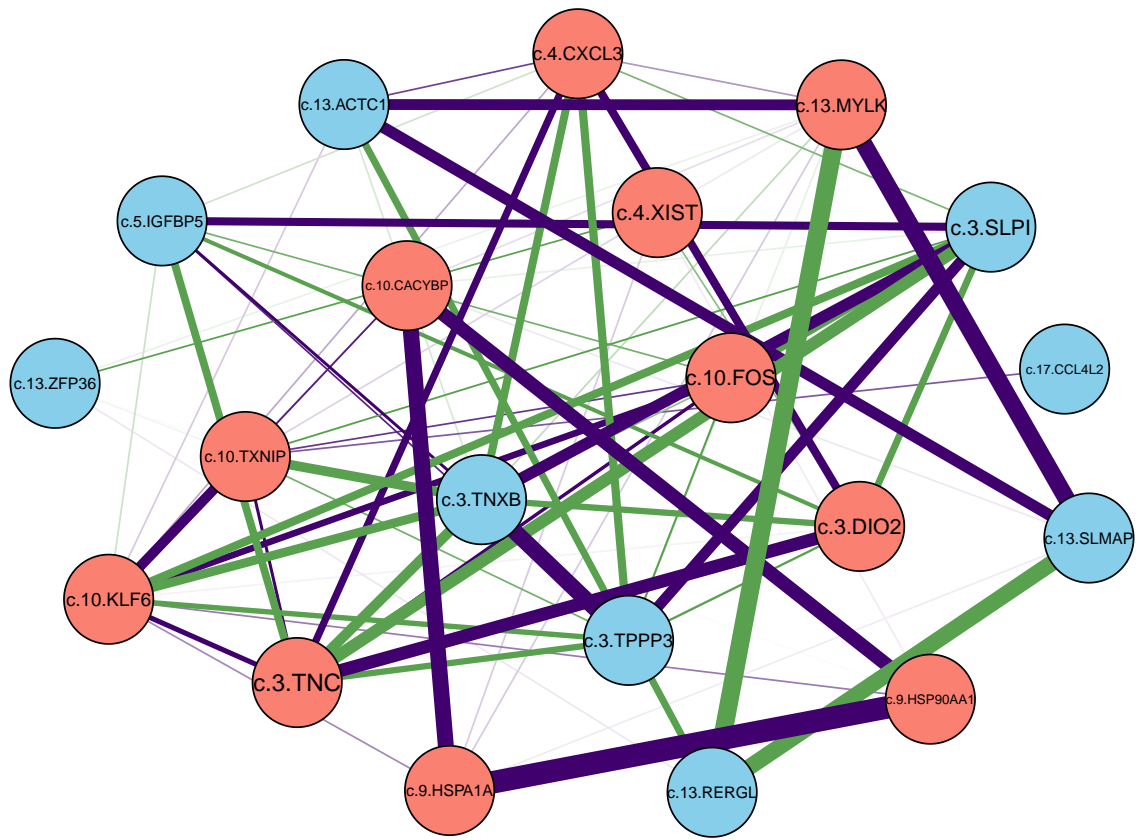 c.4.CXCL3
c.13.ACTC1
c.13.MYLK
c.4.XIST
c.5.IGFBP5
c.3.SLPI
c.10.CACYBP
c.17.CCL4L2
c.13.ZFP36
c.10.FOS
c.10.TXNIP
c.3.TNXB
c.3.DIO2
c.13.SLMAP
c.10.KLF6
c.3.TPPP3
c.3.TNC
c.9.HSP90AA1
c.9.HSPA1A
c.13.RERGL